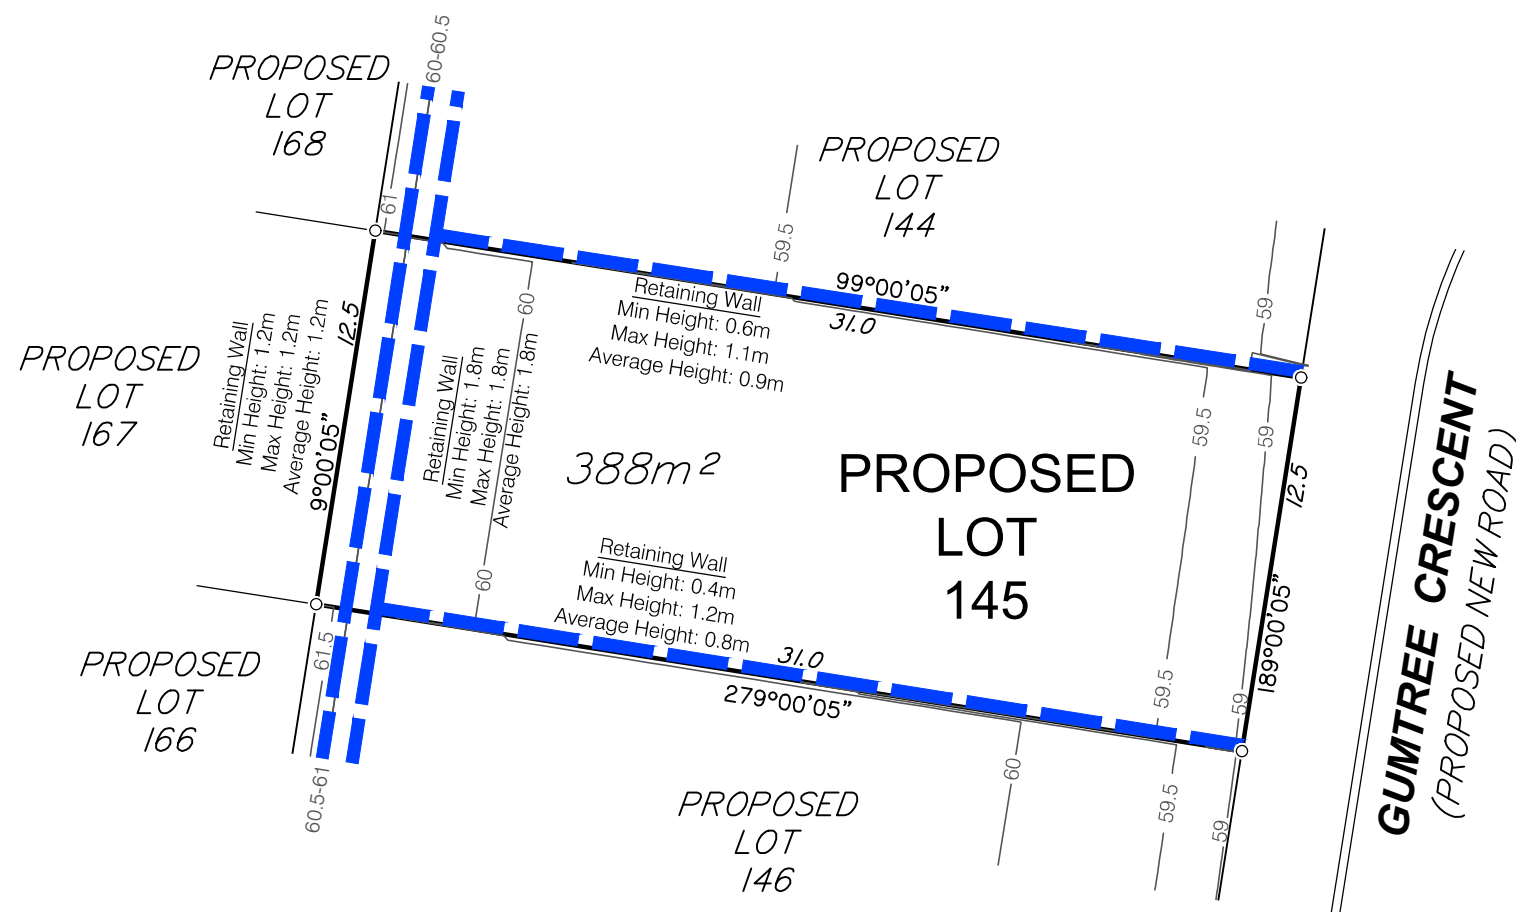 60-60.5
PROPOSED
LOT
168
61
PROPOSED
LOT
144
59.5
59
99°00'05"
31.0
Retaining Wall
Min Height: 0.6m
Max Height: 1.1m
Average Height: 0.9m
60
12.5
9°00'05"
Retaining Wall
Min Height: 1.2m
Max Height: 1.2m
Average Height: 1.2m
PROPOSED
LOT
167
Retaining Wall
Min Height: 1.8m
Max Height: 1.8m
Average Height: 1.8m
388m²
PROPOSED
LOT
145
59.5
59
12.5
189°00'05"
GUMTREE CRESCENT
(PROPOSED NEW ROAD)
60
Retaining Wall
Min Height: 0.4m
Max Height: 1.2m
Average Height: 0.8m
31.0
279°00'05"
61.5
PROPOSED
LOT
166
60.5-61
59.5
59
60
59.5
59
PROPOSED
LOT
146